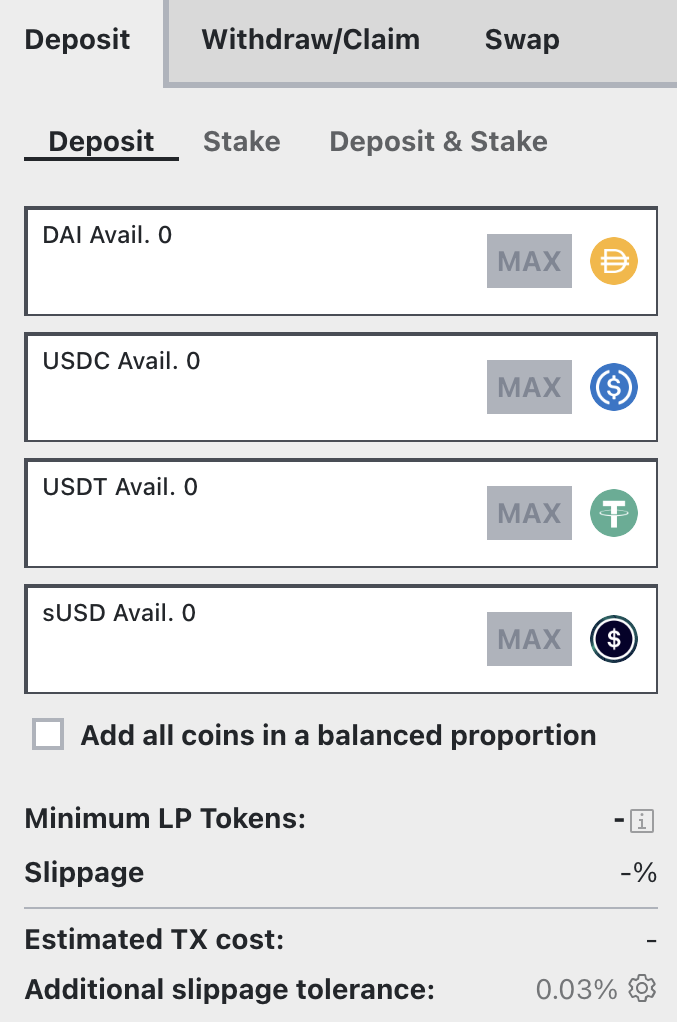 Deposit Withdraw/Claim Swap
Deposit Stake Deposit & Stake
DAI Avail. 0
MAX
USDC Avail. 0
MAX
$
USDT Avail. 0
MAX
sUSD Avail. 0
MAX
$
Add all coins in a balanced proportion
Minimum LP Tokens: - i
Slippage -%
Estimated TX cost: -
Additional slippage tolerance: 0.03%